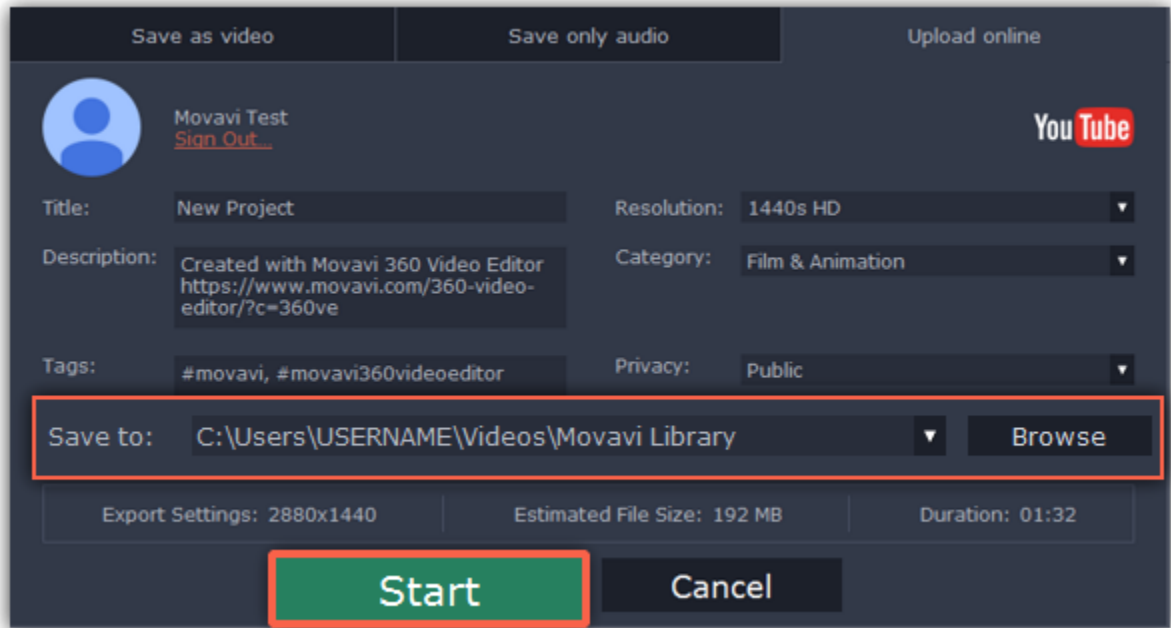 Save as video
Save only audio
Upload online
Movavi Test
Sign Out...
YouTube
Title:
New Project
Resolution:
1440s HD
Description:
Created with Movavi 360 Video Editor
https://www.movavi.com/360-video-
editor/?c=360ve
Category:
Film & Animation
Tags:
#movavi, #movavi360videoeditor
Privacy:
Public
Save to:
C:\Users\USERNAME\Videos\Movavi Library
Browse
Export Settings: 2880x1440
Estimated File Size: 192 MB
Duration: 01:32
Start
Cancel